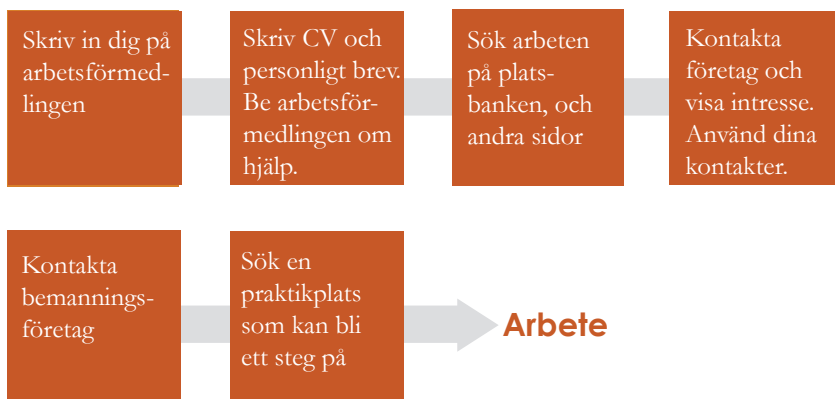 Skriv in dig på
arbetsförmed-
lingen
Skriv CV och
personligt brev.
Be arbetsför-
medlingen om
hjälp.
Sök arbeten
på plats-
banken, och
andra sidor
Kontakta
företag och
visa intresse.
Använd dina
kontakter.
Kontakta
bemannings-
företag
Sök en
praktikplats
som kan bli
ett steg på
Arbete